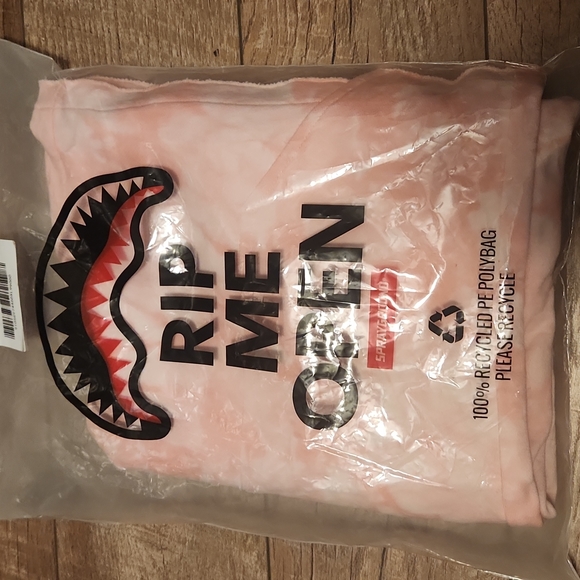 RIP
ME
OPEN
SPRAYGROUND
100% RECYCLED PE POLYBAG
PLEASE RECYCLE